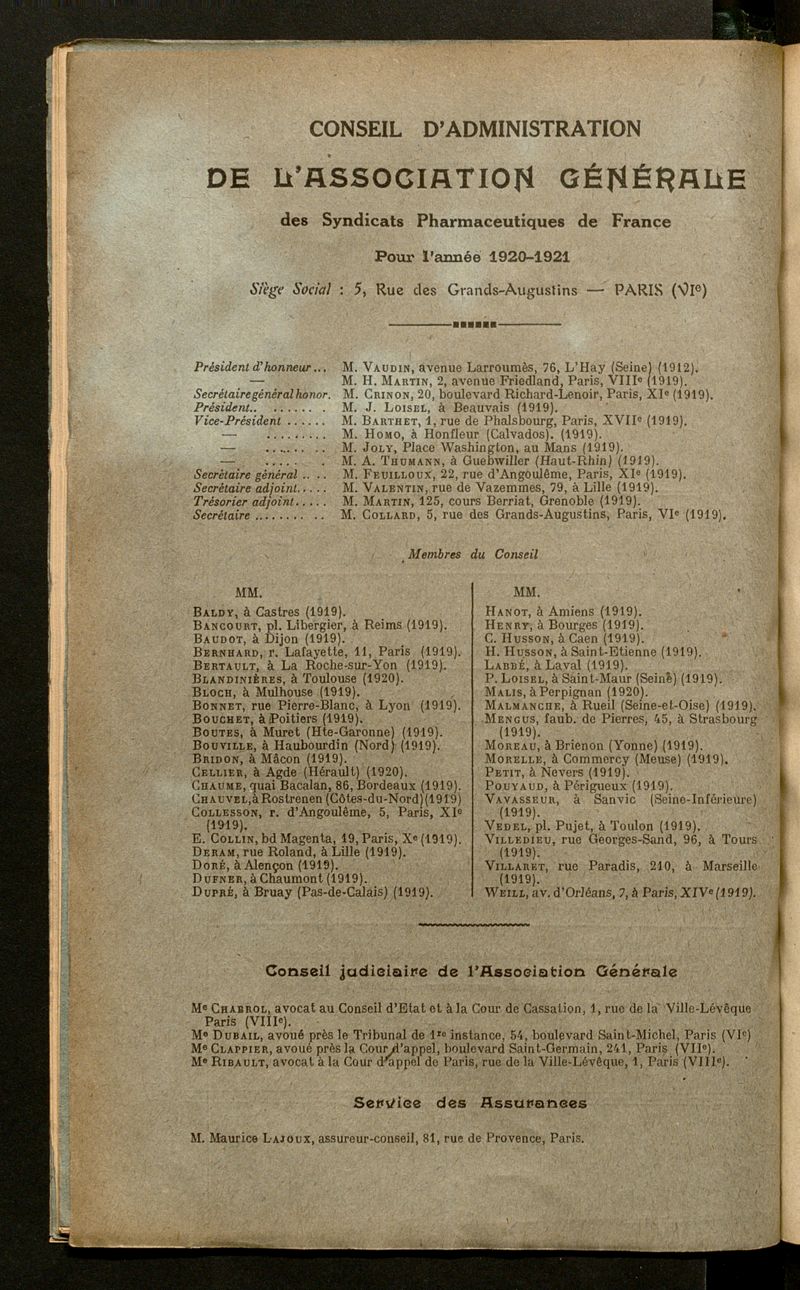 CONSEIL D'ADMINISTRATION
DE L'ASSOCIATION GÉNÉRALE
des Syndicats Pharmaceutiques de France
Pour l'année 1920-1921
Siège Social : 5, Rue des Grands-Augustins — PARIS (VIe)
Président d'honneur... M. VAUDIN, avenue Larroumès, 76, L'Hay (Seine) (1912).
— M. H. MARTIN, 2, avenue Friedland, Paris, VIIIe (1919).
Secrétaire général honor. M. CRINON, 20, boulevard Richard-Lenoir, Paris, XIe (1919).
Président.. ....... M. J. LOISEL, à Beauvais (1919).
Vice-Président ...... M. BARTHET, 1, rue de Phalsbourg, Paris, XVIIe (1919).
— ......... M. HOMO, à Honfleur (Calvados). (1919).
— ........ M. JOLY, Place Washington, au Mans (1919).
— ..... . M. A. THUMANN, à Guebwiller (Haut-Rhin) (1919).
Secrétaire général .. .. M. FEUILLOUX, 22, rue d'Angoulême, Paris, XIe (1919).
Secrétaire adjoint..... M. VALENTIN, rue de Vazemmes, 79, à Lille (1919).
Trésorier adjoint..... M. MARTIN, 125, cours Berriat, Grenoble (1919).
Secrétaire ........ .. M. COLLARD, 5, rue des Grands-Augustins, Paris, VIe (1919).
Membres du Conseil
MM.
BALDY, à Castres (1919).
BANCOURT, pl. Libergier, à Reims (1919).
BAUDOT, à Dijon (1919).
BERNHARD, r. Lafayette, 11, Paris (1919).
BERTAULT, à La Roche-sur-Yon (1919).
BLANDINIÈRES, à Toulouse (1920).
BLOCH, à Mulhouse (1919).
BONNET, rue Pierre-Blanc, à Lyon (1919).
BOUCHET, à Poitiers (1919).
BOUTES, à Muret (Hte-Garonne) (1919).
BOUVILLE, à Haubourdin (Nord) (1919).
BRIDON, à Mâcon (1919).
CELLIER, à Agde (Hérault) (1920).
CHAUME, quai Bacalan, 86, Bordeaux (1919).
CHAUVEL, à Rostrenen (Côtes-du-Nord) (1919)
COLLESSON, r. d'Angoulême, 5, Paris, XIe
(1919).
E. COLLIN, bd Magenta, 19, Paris, Xe (1919).
DERAM, rue Roland, à Lille (1919).
DORÉ, à Alençon (1919).
DUFNER, à Chaumont (1919).
DUPRÉ, à Bruay (Pas-de-Calais) (1919).
MM.
HANOT, à Amiens (1919).
HENRY, à Bourges (1919).
C. HUSSON, à Caen (1919).
H. HUSSON, à Saint-Etienne (1919).
LABBÉ, à Laval (1919).
P. LOISEL, à Saint-Maur (Seine) (1919).
MALIS, à Perpignan (1920).
MALMANCHE, à Rueil (Seine-et-Oise) (1919).
MENCUS, faub. de Pierres, 45, à Strasbourg
(1919).
MOREAU, à Brienon (Yonne) (1919).
MORELLE, à Commercy (Meuse) (1919).
PETIT, à Nevers (1919).
POUYAUD, à Périgueux (1919).
VAVASSEUR, à Sanvic (Seine-Inférieure)
(1919).
VEDEL, pl. Pujet, à Toulon (1919).
VILLEDIEU, rue Georges-Sand, 96, à Tours
(1919).
VILLARET, rue Paradis, 210, à Marseille
(1919).
WEILL, av. d'Orléans, 7, à Paris, XIVe (1919).
Conseil judiciaire de l'Association Générale
Me CHABROL, avocat au Conseil d'Etat et à la Cour de Cassation, 1, rue de la Ville-Lévêque
Paris (VIIIe).
Me DUBAIL, avoué près le Tribunal de 1re instance, 54, boulevard Saint-Michel, Paris (VIe)
Me CLAPPIER, avoué près la Cour d'appel, boulevard Saint-Germain, 241, Paris (VIIe).
Me RIBAULT, avocat à la Cour d'appel de Paris, rue de la Ville-Lévêque, 1, Paris (VIIIe).
Service des Assurances
M. Maurice LAJOUX, assureur-conseil, 81, rue de Provence, Paris.